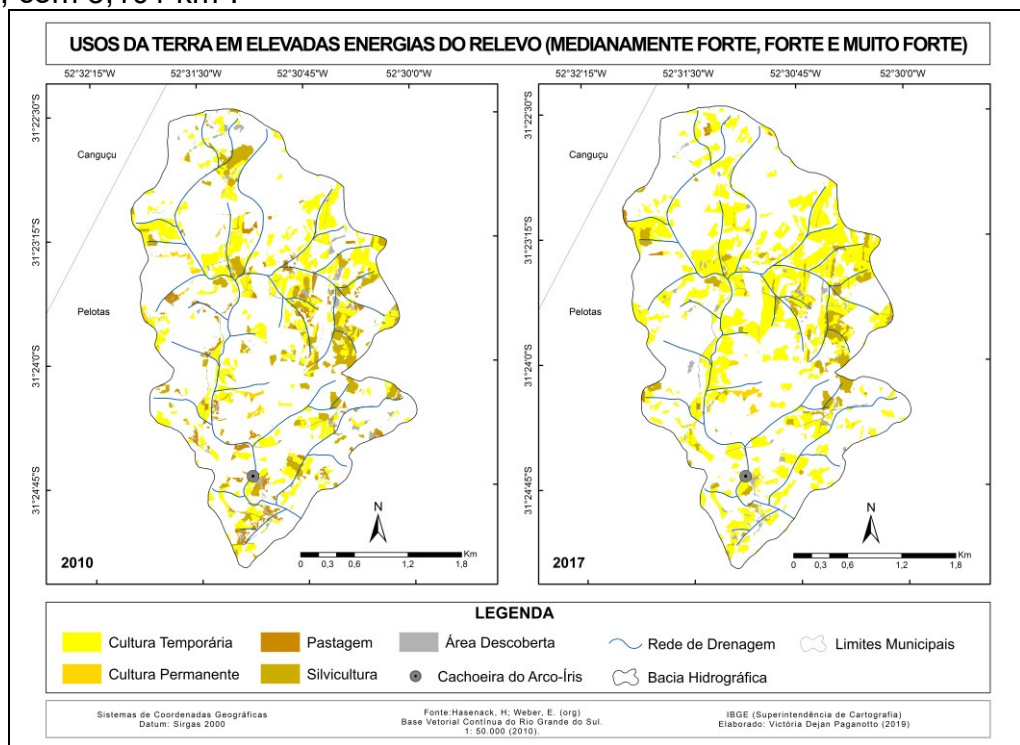 USOS DA TERRA EM ELEVADAS ENERGIAS DO RELEVO (MEDIANAMENTE FORTE, FORTE E MUITO FORTE)
52°32'15"W 52°31'30"W 52°30'45"W 52°30'0"W
52°32'15"W 52°31'30"W 52°30'45"W 52°30'0"W
31°22'30"S
31°23'15"S
31°24'0"S
31°24'45"S
Canguçu
Pelotas
N
2010
0 0,3 0,6 1,2 1,8 Km
31°22'30"S
31°23'15"S
31°24'0"S
31°24'45"S
Canguçu
Pelotas
N
2017
0 0,3 0,6 1,2 1,8 Km
LEGENDA
Cultura Temporária Pastagem Área Descoberta Rede de Drenagem Limites Municipais
Cultura Permanente Silvicultura Cachoeira do Arco-Íris Bacia Hidrográfica
Sistemas de Coordenadas Geográficas
Datum: Sirgas 2000
Fonte:Hasenack, H; Weber, E. (org)
Base Vetorial Contínua do Rio Grande do Sul.
1: 50.000 (2010).
IBGE (Superintendência de Cartografia)
Elaborado: Victória Dejan Paganotto (2019)